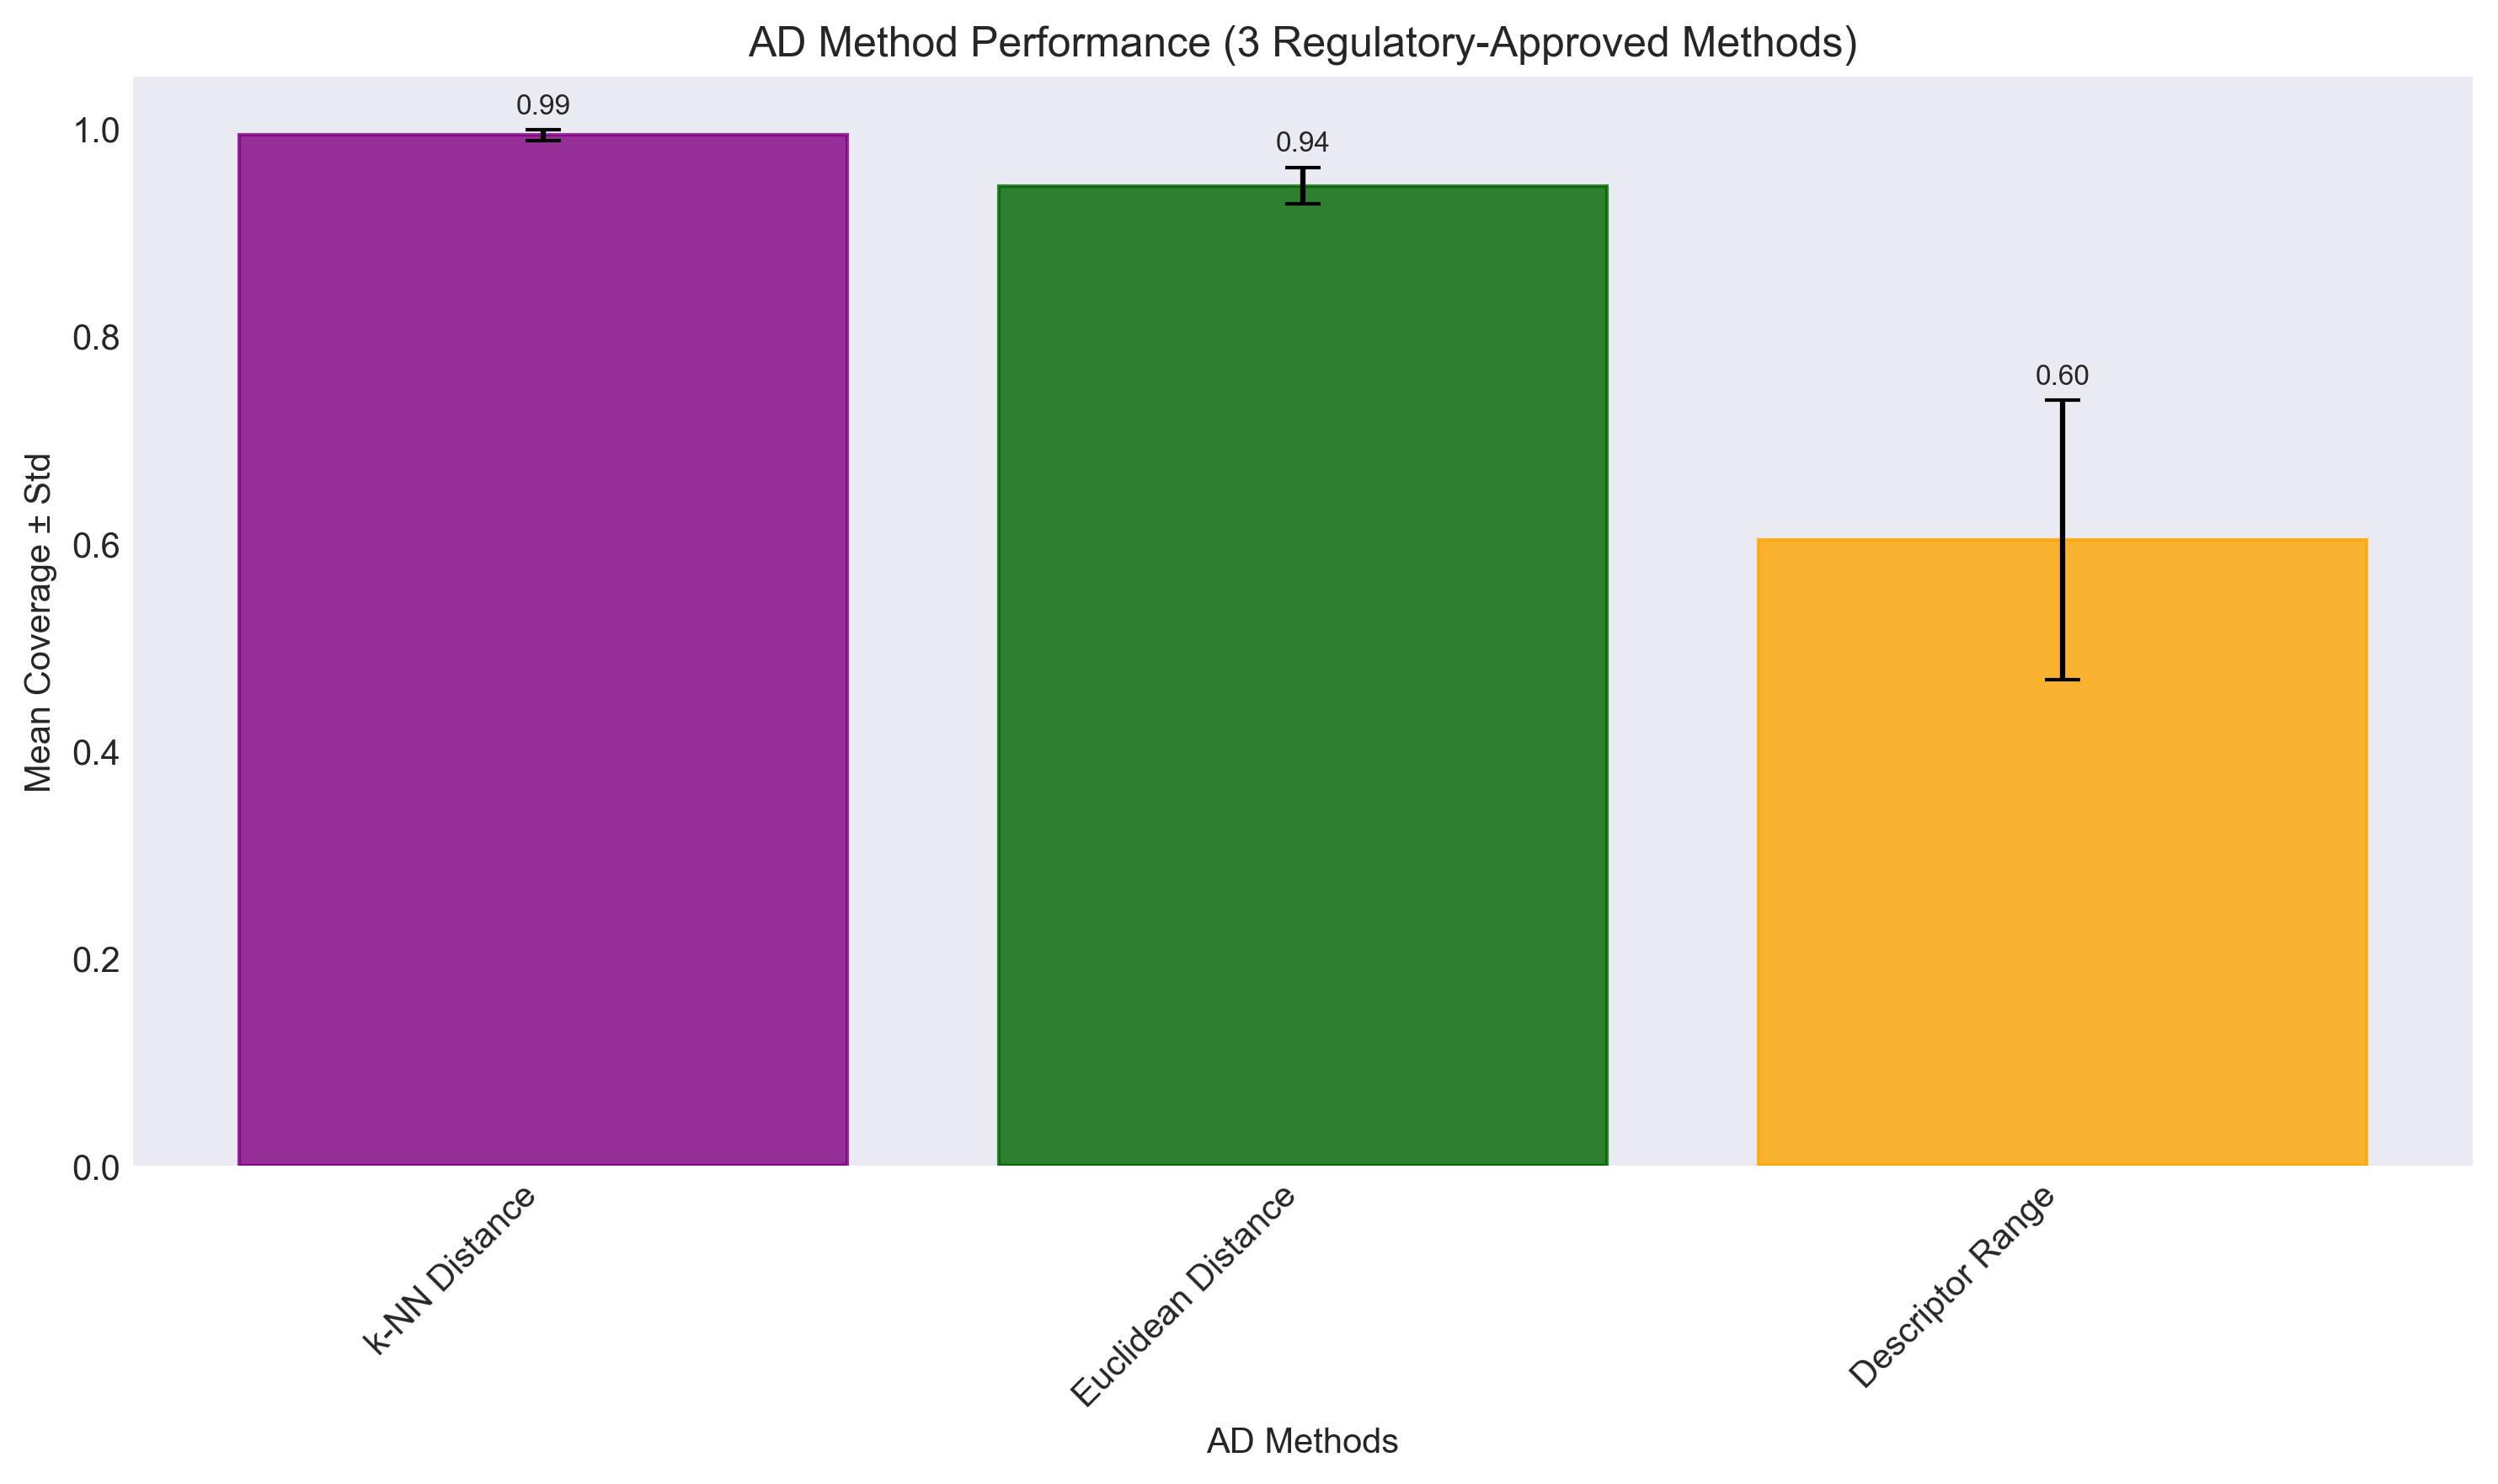 AD Method Performance (3 Regulatory-Approved Methods)
Mean Coverage ± Std
1.0
0.8
0.6
0.4
0.2
0.0
0.99
0.94
0.60
k-NN Distance
Euclidean Distance
Descriptor Range
AD Methods